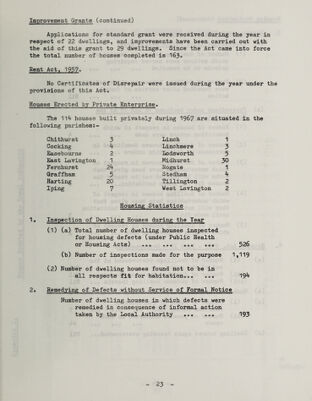 Improvement Grants (continued)
Applications for standard grant were received during the year in
respect of 22 dwellings, and improvements have been carried out with
the aid of this grant to 29 dwellings. Since the Act came into force
the total number of houses completed is 163.
Rent Act, 1957.
No Certificates of Disrepair were issued during the year under the
provisions of this Act.
Houses Erected by Private Enterprise.
The 114 houses built privately during 1967 are situated in the
following parishes:-
Chithurst 3 Linch 1
Cocking 4 Linchmere 3
Easebourne 2 Lodsworth 5
East Lavington 1 Midhurst 30
Fernhurst 24 Rogate 1
Graffham 5 Stedham 4
Harting 20 Tillington 2
Iping 7 West Lavington 2
Housing Statistics
1. Inspection of Dwelling Houses during the Year
(1) (a) Total number of dwelling houses inspected
for housing defects (under Public Health
or Housing Acts) ... ... ... ... 526
(b) Number of inspections made for the purpose 1,119
(2) Number of dwelling houses found not to be in
all respects fit for habitation... ... 194
2. Remedying of Defects without Service of Formal Notice
Number of dwelling houses in which defects were
remedied in consequence of informal action
taken by the Local Authority ... ... 193
- 23 -